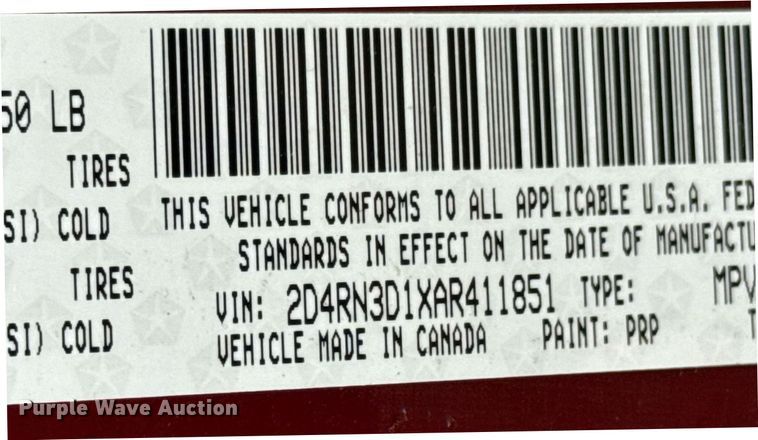 50 LB
TIRES
SI) COLD
TIRES
SI) COLD
THIS VEHICLE CONFORMS TO ALL APPLICABLE U.S.A. FED
STANDARDS IN EFFECT ON THE DATE OF MANUFACTU
VIN: 2D4RN3D1XAR411851 TYPE: MPV
VEHICLE MADE IN CANADA PAINT: PRP T
Purple Wave Auction